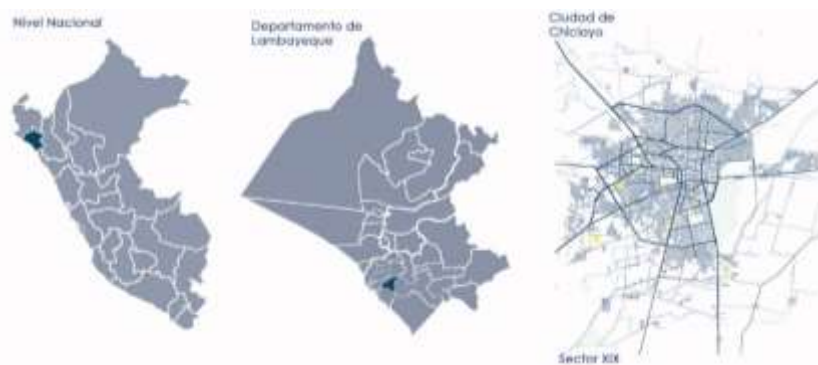 Nivel Nacional
Departamento de
Lambayeque
Ciudad de
Chiclayo
Sector XIX